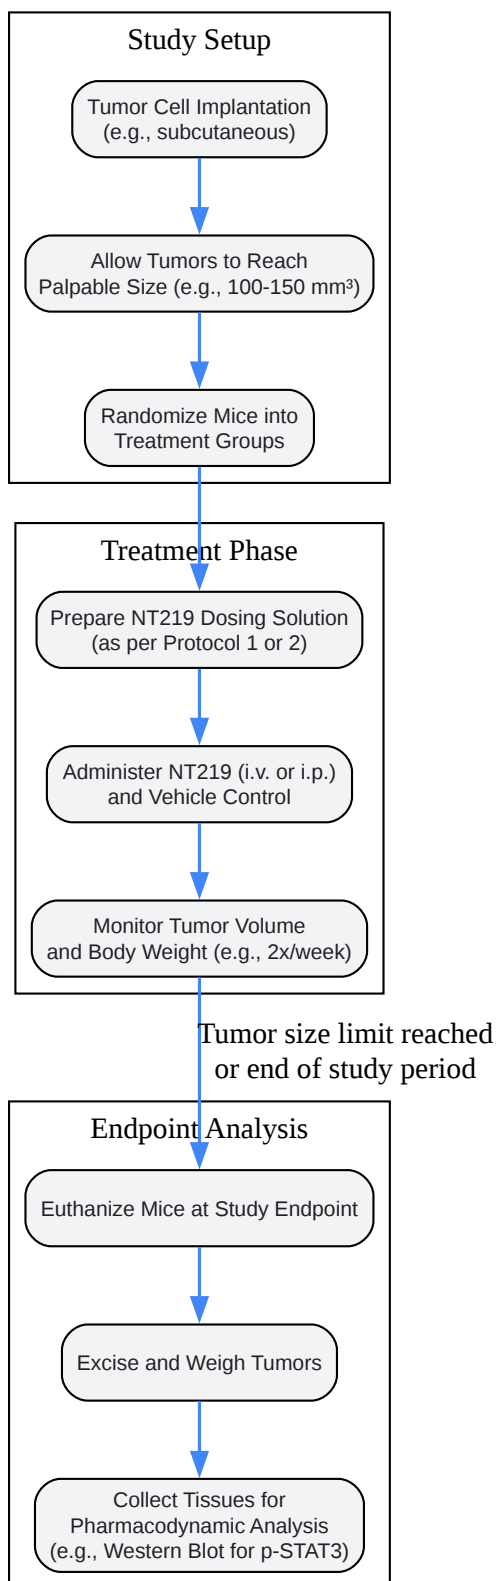 Study Setup
Tumor Cell Implantation
(e.g., subcutaneous)
Allow Tumors to Reach
Palpable Size (e.g., 100-150 mm³)
Randomize Mice into
Treatment Groups
Treatment Phase
Prepare NT219 Dosing Solution
(as per Protocol 1 or 2)
Administer NT219 (i.v. or i.p.)
and Vehicle Control
Monitor Tumor Volume
and Body Weight (e.g., 2x/week)
Tumor size limit reached
or end of study period
Endpoint Analysis
Euthanize Mice at Study Endpoint
Excise and Weigh Tumors
Collect Tissues for
Pharmacodynamic Analysis
(e.g., Western Blot for p-STAT3)